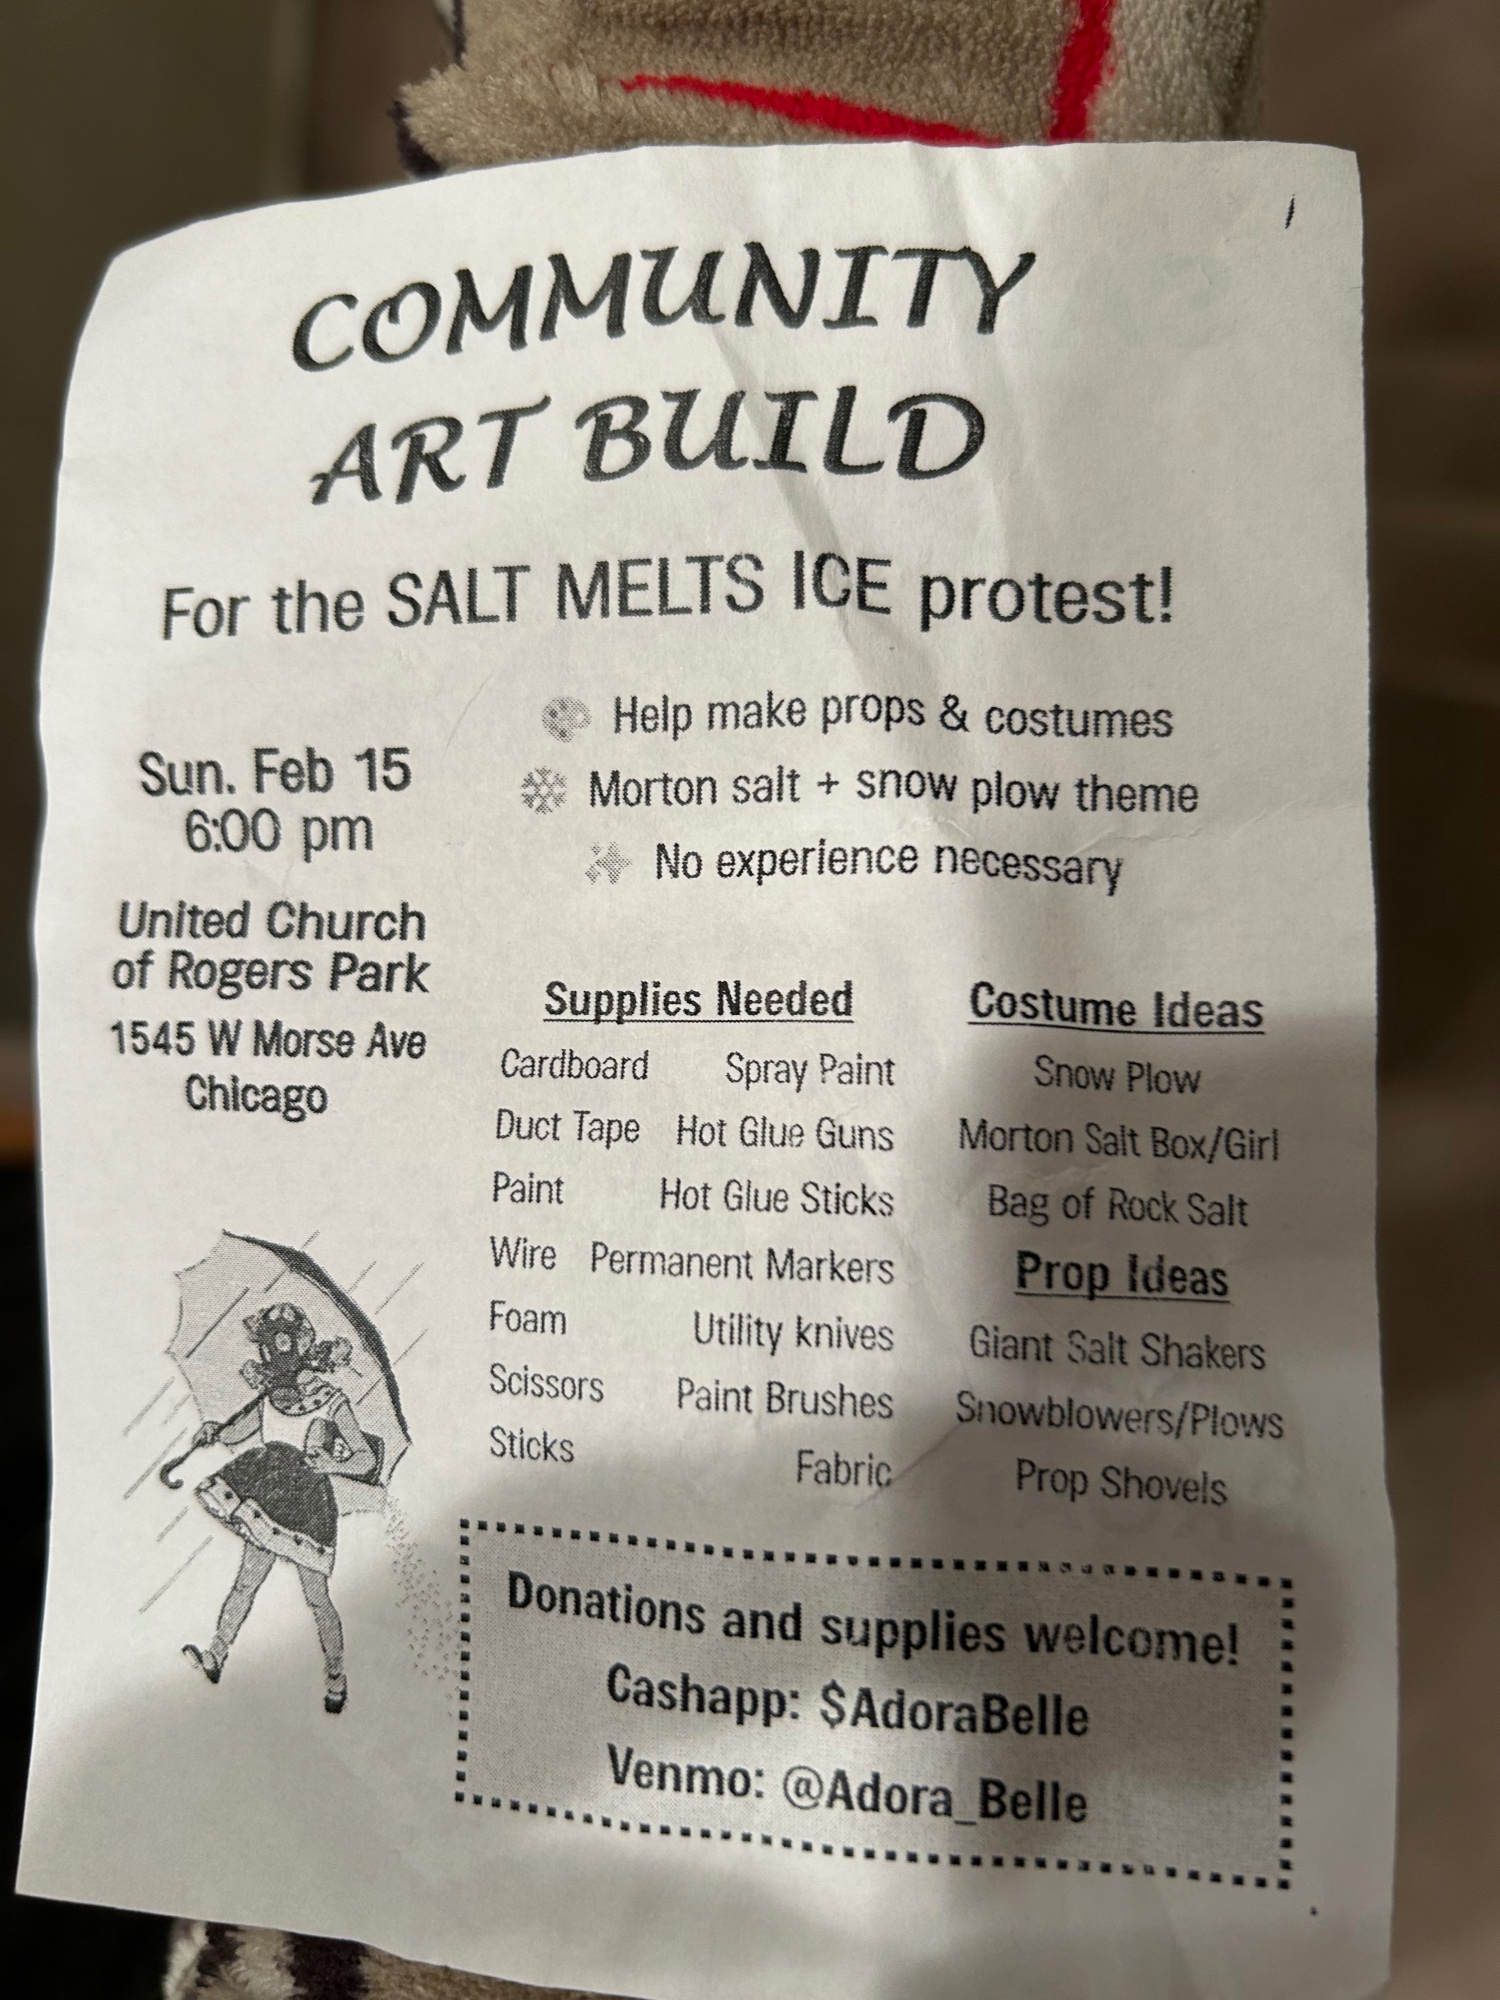 COMMUNITY
ART BUILD
For the SALT MELTS ICE protest!
Help make props & costumes
Morton salt + snow plow theme
No experience necessary
Sun. Feb 15
6:00 pm
United Church
of Rogers Park
1545 W Morse Ave
Chicago
Supplies Needed
Cardboard Spray Paint
Duct Tape Hot Glue Guns
Paint Hot Glue Sticks
Wire Permanent Markers
Foam Utility knives
Scissors Paint Brushes
Sticks Fabric
Costume Ideas
Snow Plow
Morton Salt Box/Girl
Bag of Rock Salt
Prop Ideas
Giant Salt Shakers
Snowblowers/Plows
Prop Shovels
Donations and supplies welcome!
Cashapp: $AdoraBelle
Venmo: @Adora_Belle